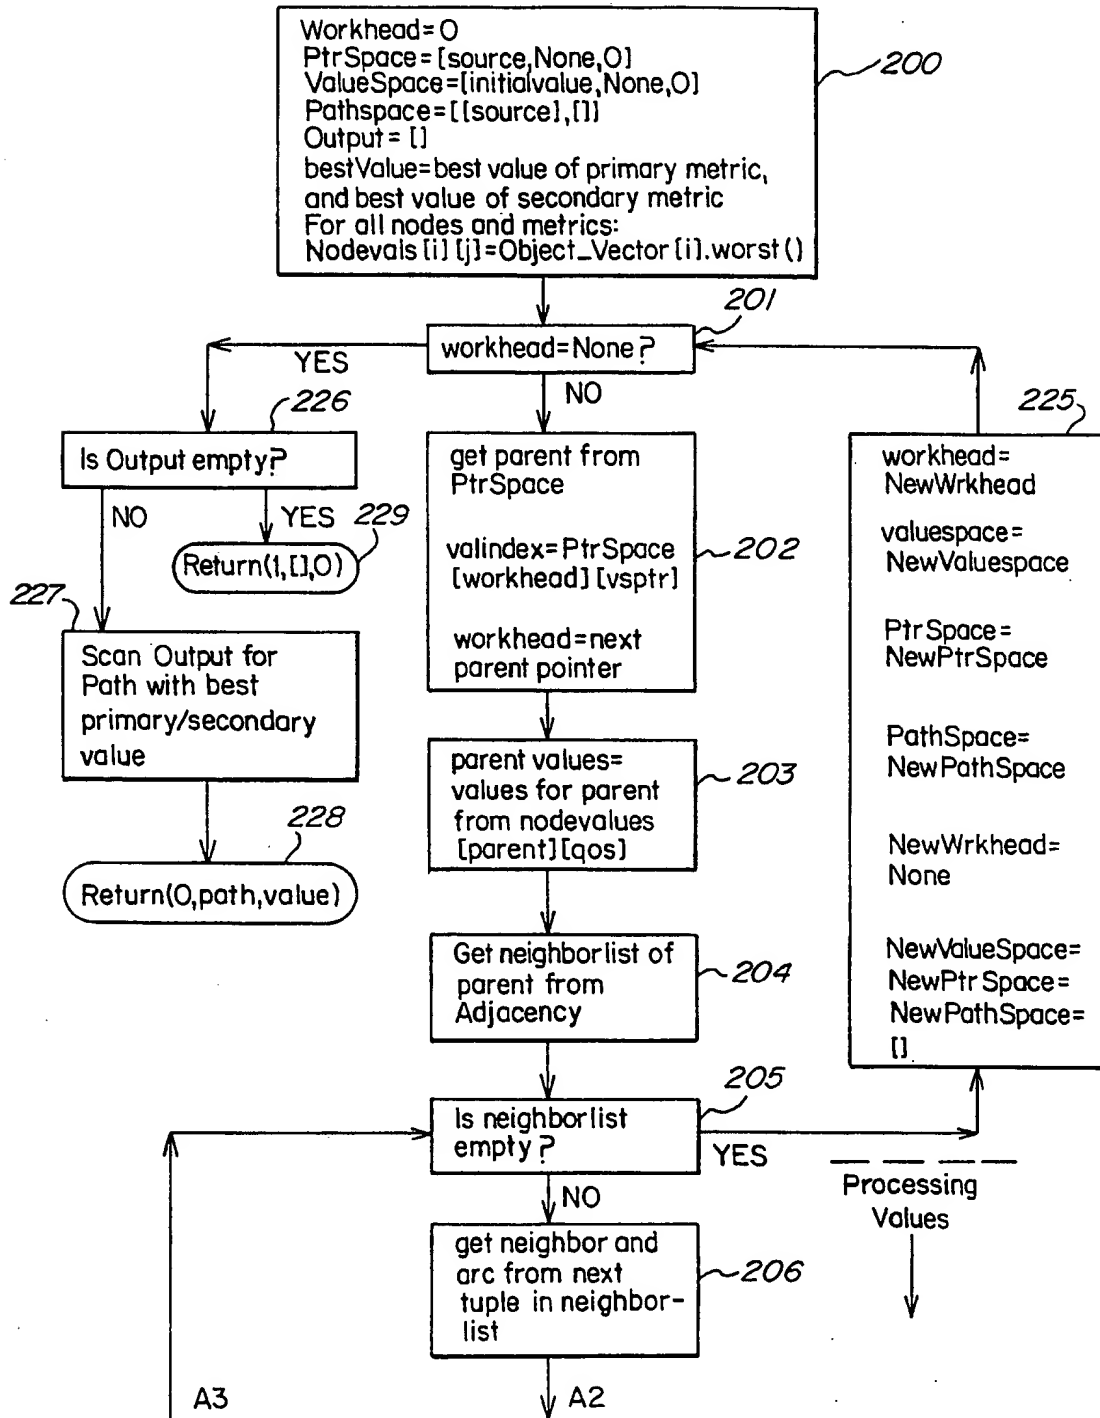 Workhead=0
PtrSpace=[source,None,0]
ValueSpace=[initialvalue,None,0]
Pathspace=[[source],[]]
Output=[]
bestValue=best value of primary metric,
and best value of secondary metric
For all nodes and metrics:
Nodevals[i][j]=Object_Vector[i].worst()
200
201
workhead=None?
YES
NO
226
Is Output empty?
NO
YES
229
Return(1,[],0)
227
Scan Output for
Path with best
primary/secondary
value
228
Return(0,path,value)
get parent from
PtrSpace
valindex=PtrSpace
[workhead][vsptr]
workhead=next
parent pointer
202
parent values=
values for parent
from nodevalues
[parent][qos]
203
Get neighborlist of
parent from
Adjacency
204
Is neighborlist
empty?
205
YES
NO
get neighbor and
arc from next
tuple in neighbor-
list
206
225
workhead=
NewWrkhead
valuespace=
NewValuespace
PtrSpace=
NewPtrSpace
PathSpace=
NewPathSpace
NewWrkhead=
None
NewValueSpace=
NewPtrSpace=
NewPathSpace=
[]
Processing
Values
A3
A2